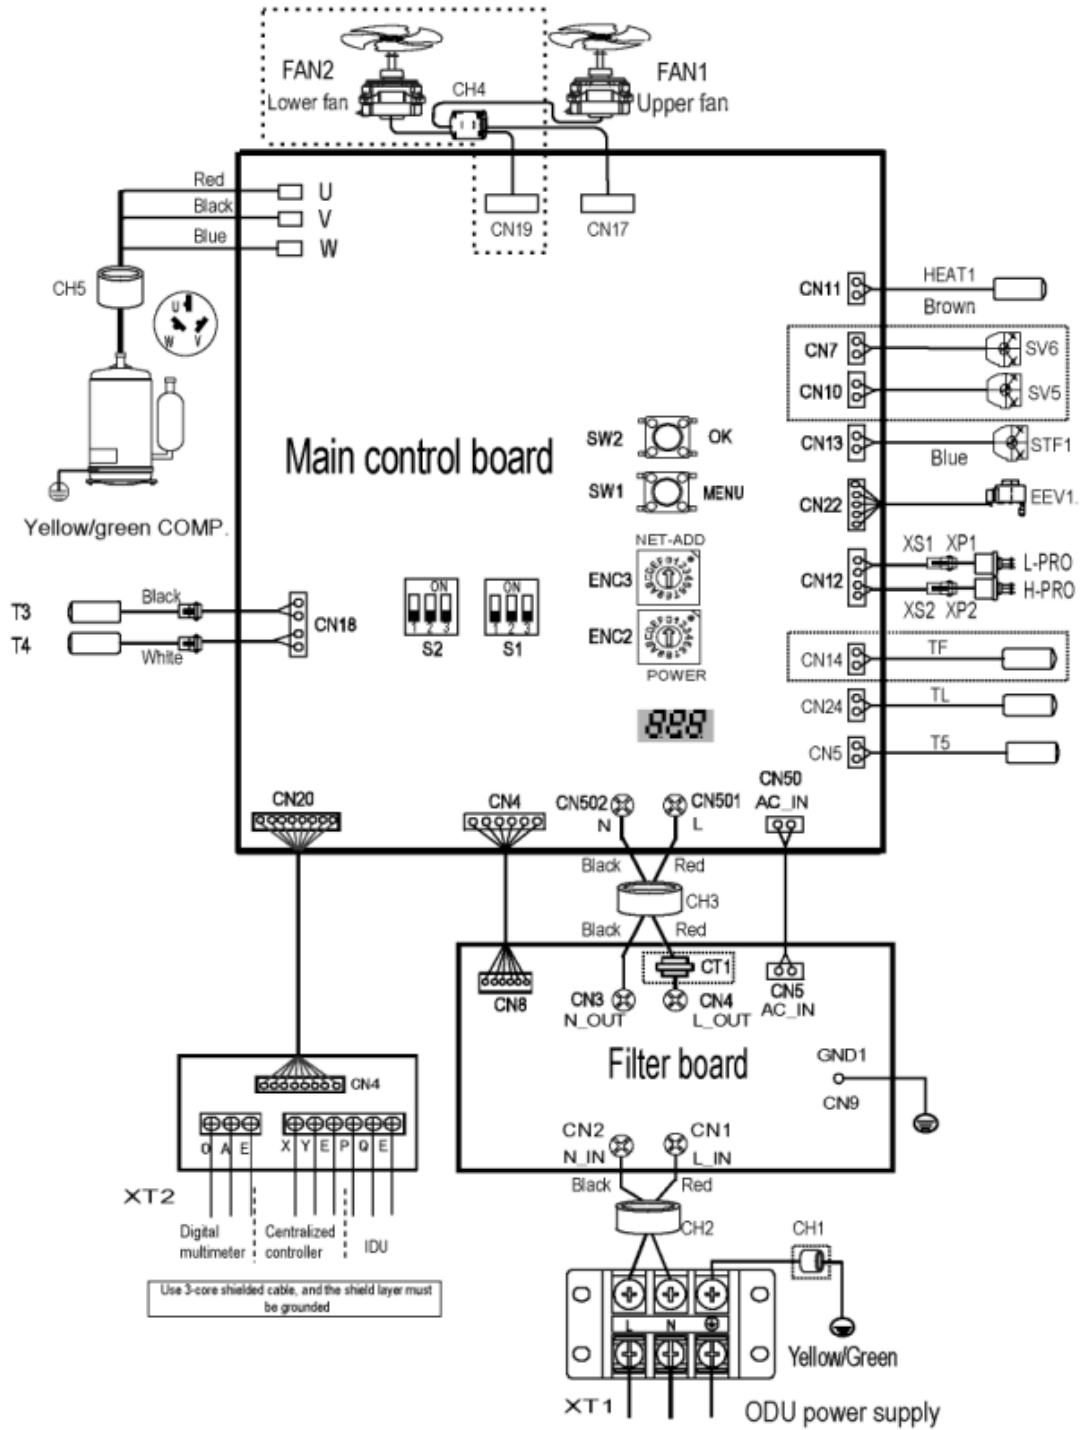 FAN2
Lower fan
CH4
FAN1
Upper fan
CN19
CN17
Red
U
Black
V
Blue
W
CH5
U
W
V
Yellow/green COMP.
Main control board
CN11
HEAT1
Brown
CN7
SV6
CN10
SV5
CN13
Blue
STF1
CN22
EEV1.
CN12
XS1 XP1
L-PRO
H-PRO
XS2 XP2
CN14
TF
CN24
TL
CN5
T5
SW2
OK
SW1
MENU
NET-ADD
ENC3
ENC2
POWER
T3
Black
T4
White
CN18
ON
1 2 3
S2
ON
1 2 3
S1
CN20
CN4
CN502
N
CN501
L
CN50
AC_IN
Black
Red
CH3
Black
Red
CT1
CN8
CN3
N_OUT
CN4
L_OUT
CN5
AC_IN
Filter board
GND1
CN9
CN2
N_IN
CN1
L_IN
Black
Red
CH2
CN4
O A E
X Y E P Q E
XT2
Digital
multimeter
Centralized
controller
IDU
Use 3-core shielded cable, and the shield layer must
be grounded
CH1
L N
Yellow/Green
XT1
ODU power supply